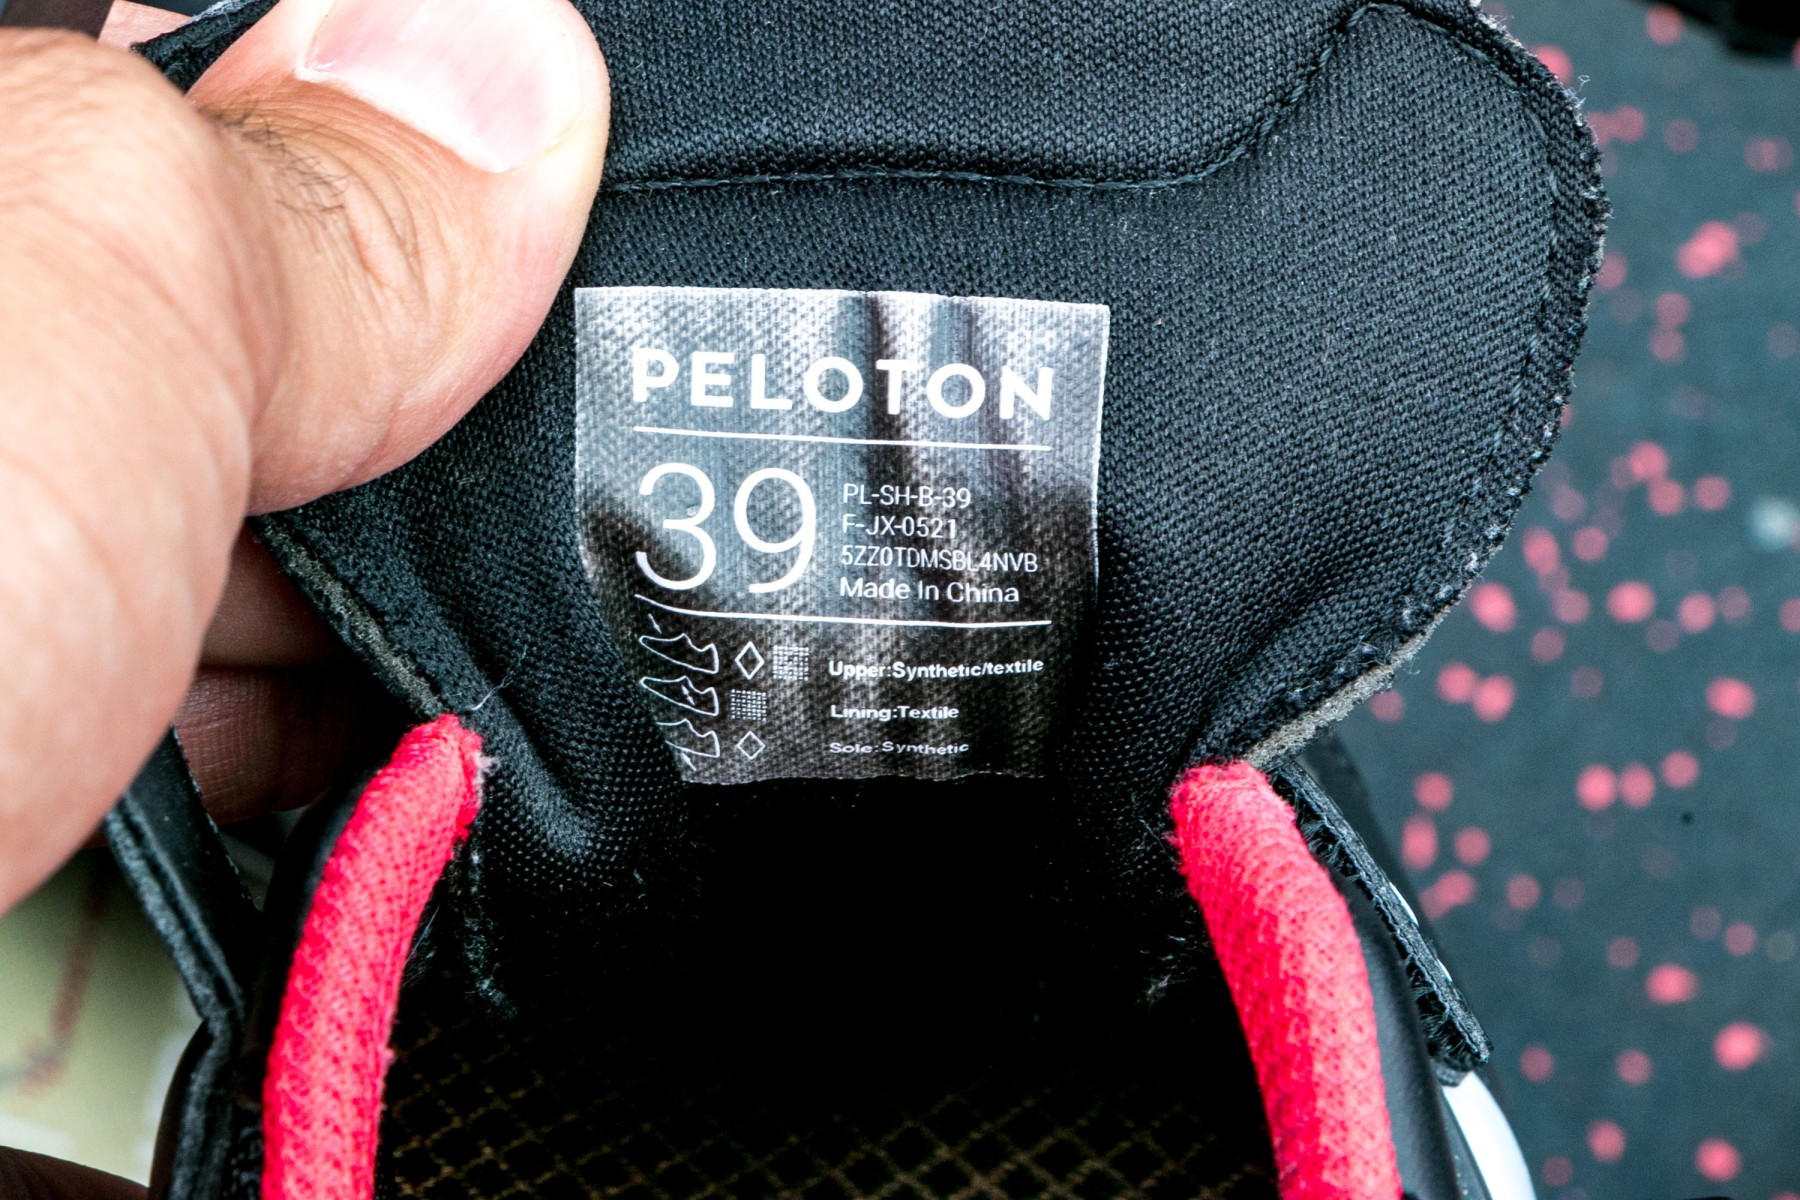 PELOTON
39
PL-SH-B-39
F-JX-0521
5ZZ0TDMSBL4NVB
Made In China
Upper:Synthetic/textile
Lining:Textile
Sole:Synthetic